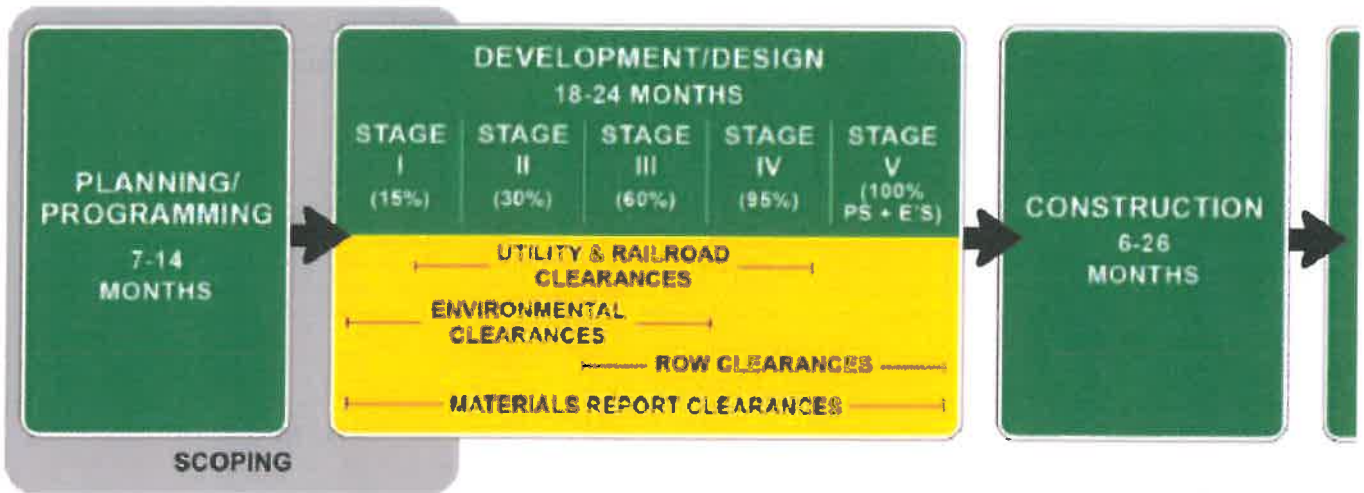 PLANNING/
PROGRAMMING
7-14
MONTHS
SCOPING
DEVELOPMENT/DESIGN
18-24 MONTHS
STAGE
I
(15%)
STAGE
II
(30%)
STAGE
III
(60%)
STAGE
IV
(95%)
STAGE
V
(100%
PS + E'S)
UTILITY & RAILROAD
CLEARANCES
ENVIRONMENTAL
CLEARANCES
ROW CLEARANCES
MATERIALS REPORT CLEARANCES
CONSTRUCTION
6-26
MONTHS